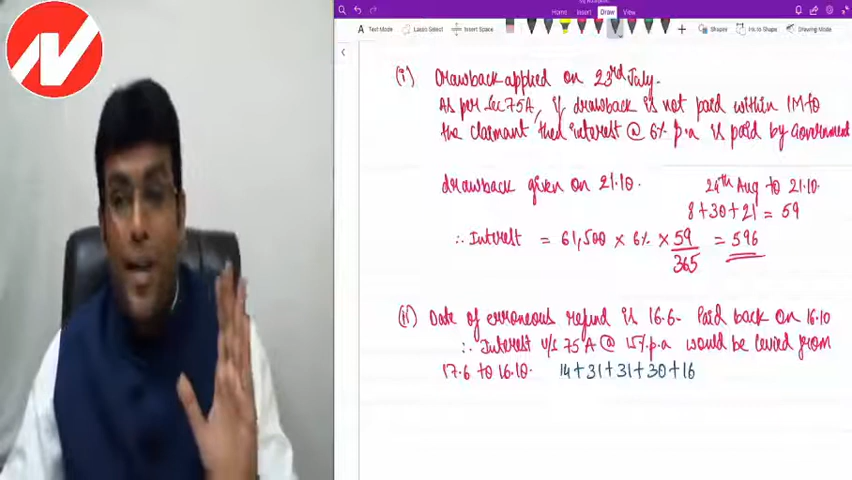 Home Insert Draw View
Text Mode Lasso Select Insert Space Shapes Ink to Shape Drawing Mode
(i) Drawback applied on 23rd July.
As per sec 75A, if drawback is not paid within 1M to
the claimant then interest @ 6% p.a is paid by Government
drawback given on 21.10.
24th Aug to 21.10.
8+30+21 = 59
∴ Interest = 61,500 × 6% × 59/365 = 596
(ii) Date of erroneous refund is 16.6. Paid back on 16.10
∴ Interest u/s 75A @ 15% p.a would be levied from
17.6 to 16.10. 14+31+31+30+16